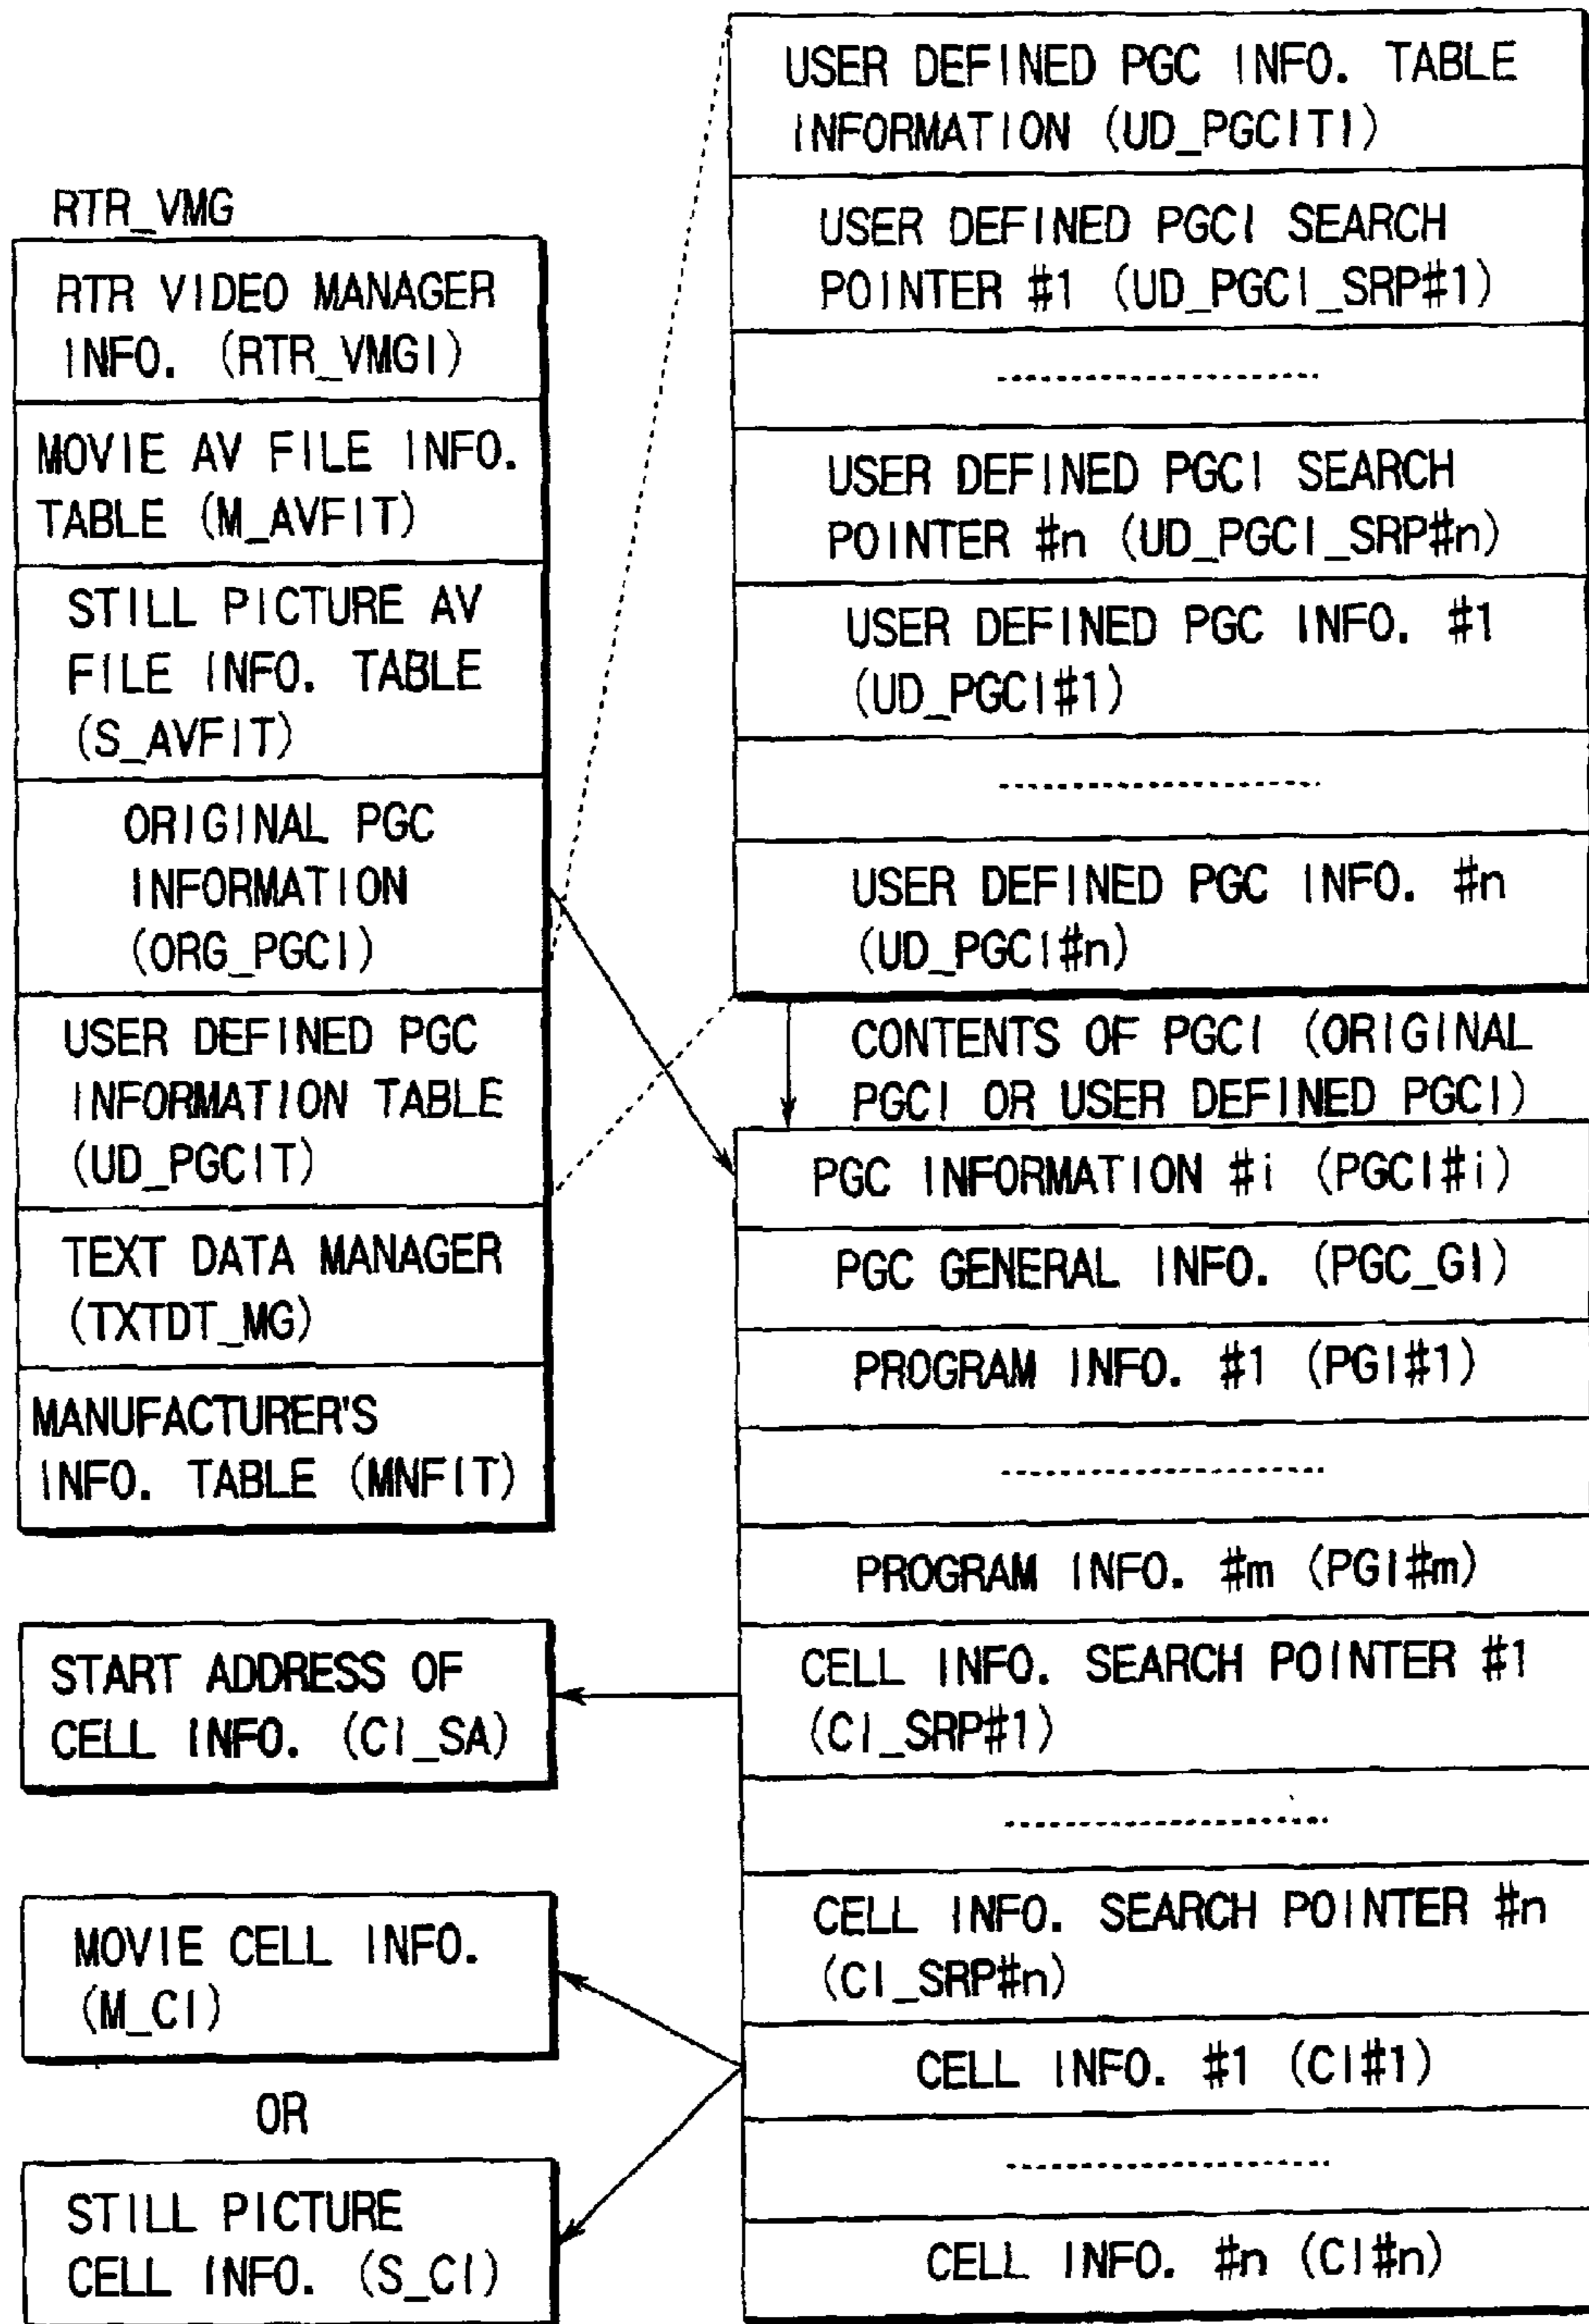 RTR_VMG
RTR VIDEO MANAGER
INFO. (RTR_VMGI)
MOVIE AV FILE INFO.
TABLE (M_AVFIT)
STILL PICTURE AV
FILE INFO. TABLE
(S_AVFIT)
ORIGINAL PGC
INFORMATION
(ORG_PGCI)
USER DEFINED PGC
INFORMATION TABLE
(UD_PGCIT)
TEXT DATA MANAGER
(TXTDT_MG)
MANUFACTURER'S
INFO. TABLE (MNFIT)
USER DEFINED PGC INFO. TABLE
INFORMATION (UD_PGCITI)
USER DEFINED PGCI SEARCH
POINTER #1 (UD_PGCI_SRP#1)
USER DEFINED PGCI SEARCH
POINTER #n (UD_PGCI_SRP#n)
USER DEFINED PGC INFO. #1
(UD_PGCI#1)
USER DEFINED PGC INFO. #n
(UD_PGCI#n)
CONTENTS OF PGCI (ORIGINAL
PGCI OR USER DEFINED PGCI)
PGC INFORMATION #i (PGCI#i)
PGC GENERAL INFO. (PGC_GI)
PROGRAM INFO. #1 (PGI#1)
PROGRAM INFO. #m (PGI#m)
CELL INFO. SEARCH POINTER #1
(CI_SRP#1)
CELL INFO. SEARCH POINTER #n
(CI_SRP#n)
CELL INFO. #1 (CI#1)
CELL INFO. #n (CI#n)
START ADDRESS OF
CELL INFO. (CI_SA)
MOVIE CELL INFO.
(M_CI)
OR
STILL PICTURE
CELL INFO. (S_CI)